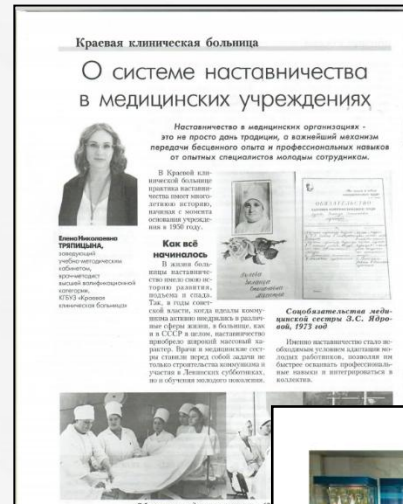 Краевая клиническая больница
О системе наставничества
в медицинских учреждениях
Наставничество в медицинских организациях -
это не просто дань традиции, а важнейший механизм
передачи бесценного опыта и профессиональных навыков
от опытных специалистов молодым сотрудникам.
Елена Николаевна
ТРЯПИЦЫНА,
заведующий
учебно-методическим
кабинетом,
врач-методист
высшей квалификационной
категории,
КГБУЗ «Краевая
клиническая больница»
В Краевой кли-
нической больнице
практика наставни-
чества имеет много-
летнюю историю,
начиная с момента
основания учрежде-
ния в 1950 году.
Как всё
начиналось
В жизни боль-
ницы наставничес-
тво имело свою ис-
торию развития,
подъема и спада.
Так, в годы совет-
ской власти, когда идеалы комму-
низма активно внедрялись в различ-
ные сферы жизни, в больнице, как
и в СССР в целом, наставничество
приобрело широкий массовый ха-
рактер. Врачи и медицинские сест-
ры ставили перед собой задачи не
только строительства коммунизма и
участия в Ленинских субботниках,
но и обучения молодого поколения.
Соцобязательства меди-
цинской сестры З.С. Ядро-
вой, 1973 год
Именно наставничество стало не-
обходимым условием адаптации мо-
лодых работников, позволяя им
быстрее осваивать профессиональ-
ные навыки и интегрироваться в
коллектив.